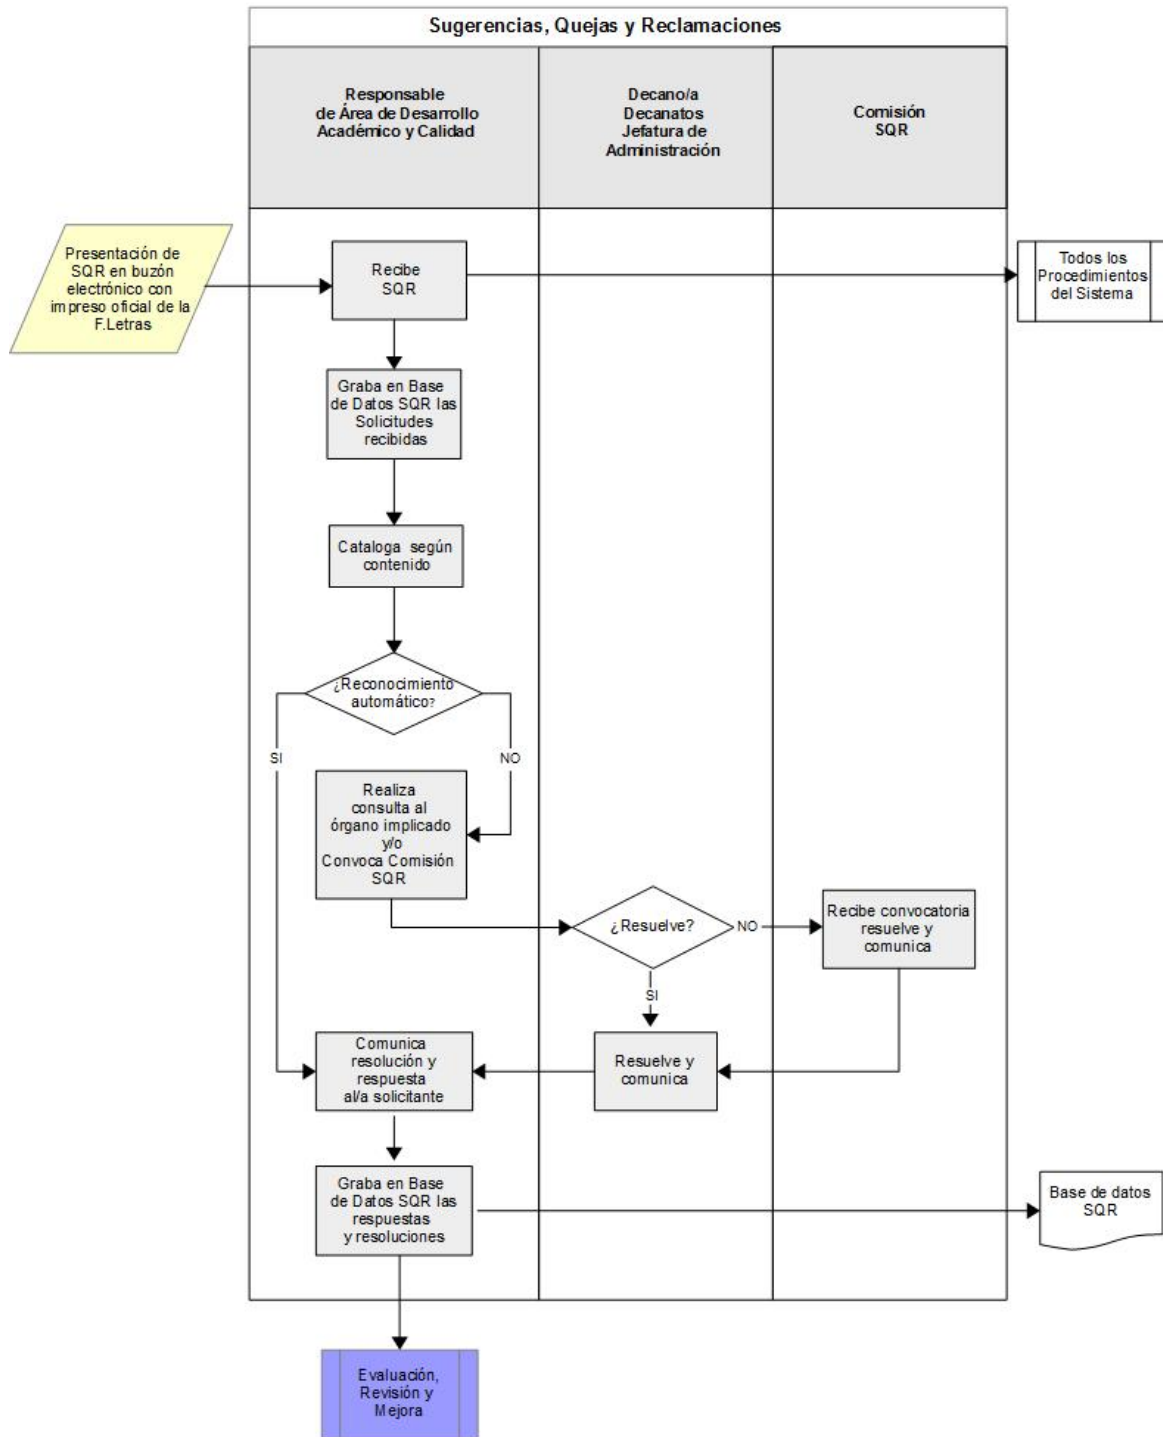 Sugerencias, Quejas y Reclamaciones
Responsable
de Área de Desarrollo
Académico y Calidad
Decano/a
Decanatos
Jefatura de
Administración
Comisión
SQR
Presentación de
SQR en buzón
electrónico con
impreso oficial de la
F.Letras
Recibe
SQR
Todos los
Procedimientos
del Sistema
Graba en Base
de Datos SQR las
Solicitudes
recibidas
Cataloga según
contenido
¿Reconocimiento
automático?
SI
NO
Realiza
consulta al
órgano implicado
y/o
Convoca Comisión
SQR
¿Resuelve?
NO
Recibe convocatoria
resuelve y
comunica
SI
Comunica
resolución y
respuesta
al/a solicitante
Resuelve y
comunica
Graba en Base
de Datos SQR las
respuestas
y resoluciones
Base de datos
SQR
Evaluación,
Revisión y
Mejora